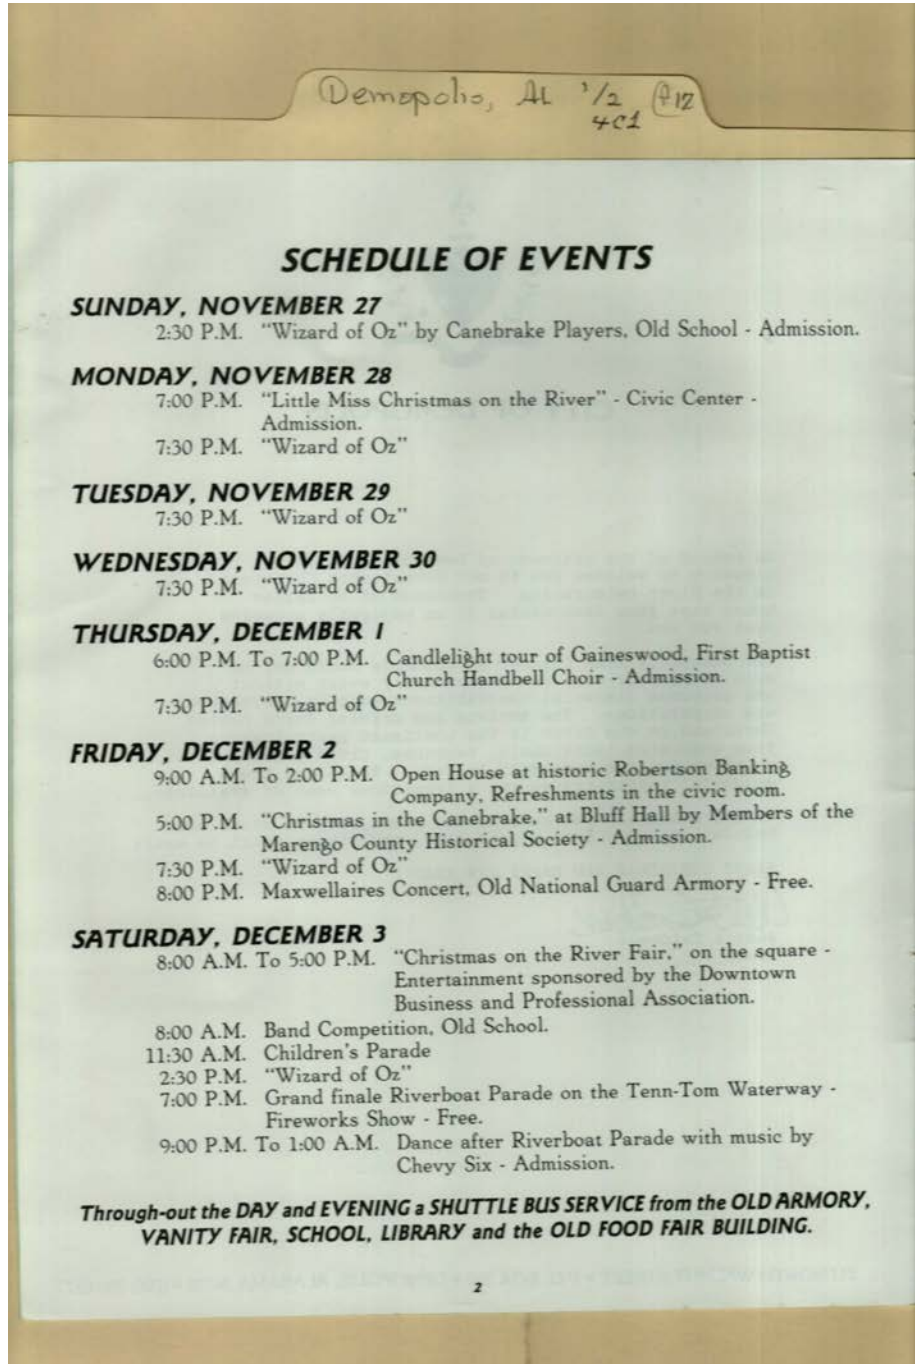 Demopolis, AL 1/2 P12
4C1
SCHEDULE OF EVENTS
SUNDAY, NOVEMBER 27
2:30 P.M. "Wizard of Oz" by Canebrake Players, Old School - Admission.
MONDAY, NOVEMBER 28
7:00 P.M. "Little Miss Christmas on the River" - Civic Center -
Admission.
7:30 P.M. "Wizard of Oz"
TUESDAY, NOVEMBER 29
7:30 P.M. "Wizard of Oz"
WEDNESDAY, NOVEMBER 30
7:30 P.M. "Wizard of Oz"
THURSDAY, DECEMBER 1
6:00 P.M. To 7:00 P.M. Candlelight tour of Gaineswood, First Baptist
Church Handbell Choir - Admission.
7:30 P.M. "Wizard of Oz"
FRIDAY, DECEMBER 2
9:00 A.M. To 2:00 P.M. Open House at historic Robertson Banking
Company, Refreshments in the civic room.
5:00 P.M. "Christmas in the Canebrake," at Bluff Hall by Members of the
Marengo County Historical Society - Admission.
7:30 P.M. "Wizard of Oz"
8:00 P.M. Maxwellaires Concert, Old National Guard Armory - Free.
SATURDAY, DECEMBER 3
8:00 A.M. To 5:00 P.M. "Christmas on the River Fair," on the square -
Entertainment sponsored by the Downtown
Business and Professional Association.
8:00 A.M. Band Competition, Old School.
11:30 A.M. Children's Parade
2:30 P.M. "Wizard of Oz"
7:00 P.M. Grand finale Riverboat Parade on the Tenn-Tom Waterway -
Fireworks Show - Free.
9:00 P.M. To 1:00 A.M. Dance after Riverboat Parade with music by
Chevy Six - Admission.
Through-out the DAY and EVENING a SHUTTLE BUS SERVICE from the OLD ARMORY,
VANITY FAIR, SCHOOL, LIBRARY and the OLD FOOD FAIR BUILDING.
2